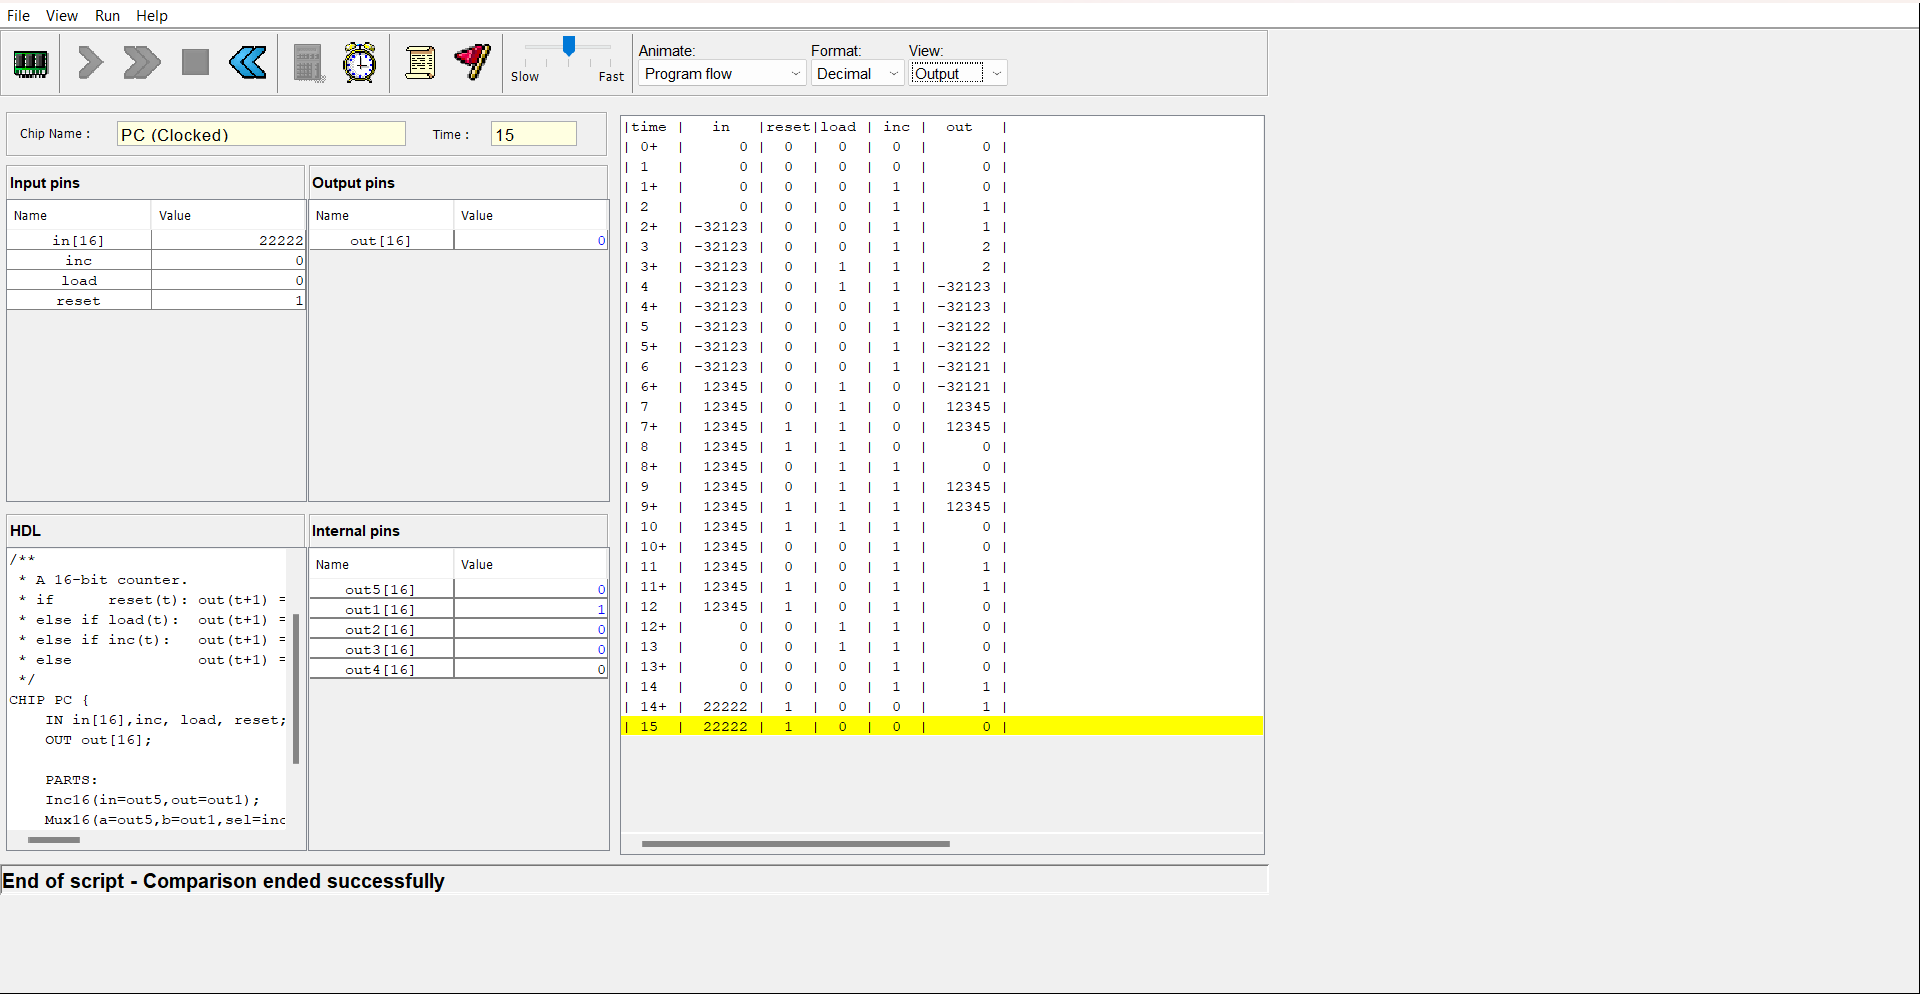 File View Run Help
Animate: Format: View:
Slow Fast Program flow Decimal Output
Chip Name : PC (Clocked) Time : 15
Input pins
Name Value
in[16] 22222
inc 0
load 0
reset 1
Output pins
Name Value
out[16] 0
HDL
/**
* A 16-bit counter.
* if reset(t): out(t+1) =
* else if load(t): out(t+1) =
* else if inc(t): out(t+1) =
* else out(t+1) =
*/
CHIP PC {
IN in[16],inc, load, reset;
OUT out[16];
PARTS:
Inc16(in=out5,out=out1);
Mux16(a=out5,b=out1,sel=inc
Internal pins
Name Value
out5[16] 0
out1[16] 1
out2[16] 0
out3[16] 0
out4[16] 0
|time | in |reset|load | inc | out |
| 0+ | 0 | 0 | 0 | 0 | 0 |
| 1 | 0 | 0 | 0 | 0 | 0 |
| 1+ | 0 | 0 | 0 | 1 | 0 |
| 2 | 0 | 0 | 0 | 1 | 1 |
| 2+ | -32123 | 0 | 0 | 1 | 1 |
| 3 | -32123 | 0 | 0 | 1 | 2 |
| 3+ | -32123 | 0 | 1 | 1 | 2 |
| 4 | -32123 | 0 | 1 | 1 | -32123 |
| 4+ | -32123 | 0 | 0 | 1 | -32123 |
| 5 | -32123 | 0 | 0 | 1 | -32122 |
| 5+ | -32123 | 0 | 0 | 1 | -32122 |
| 6 | -32123 | 0 | 0 | 1 | -32121 |
| 6+ | 12345 | 0 | 1 | 0 | -32121 |
| 7 | 12345 | 0 | 1 | 0 | 12345 |
| 7+ | 12345 | 1 | 1 | 0 | 12345 |
| 8 | 12345 | 1 | 1 | 0 | 0 |
| 8+ | 12345 | 0 | 1 | 1 | 0 |
| 9 | 12345 | 0 | 1 | 1 | 12345 |
| 9+ | 12345 | 1 | 1 | 1 | 12345 |
| 10 | 12345 | 1 | 1 | 1 | 0 |
| 10+ | 12345 | 0 | 0 | 1 | 0 |
| 11 | 12345 | 0 | 0 | 1 | 1 |
| 11+ | 12345 | 1 | 0 | 1 | 1 |
| 12 | 12345 | 1 | 0 | 1 | 0 |
| 12+ | 0 | 0 | 1 | 1 | 0 |
| 13 | 0 | 0 | 1 | 1 | 0 |
| 13+ | 0 | 0 | 0 | 1 | 0 |
| 14 | 0 | 0 | 0 | 1 | 1 |
| 14+ | 22222 | 1 | 0 | 0 | 1 |
| 15 | 22222 | 1 | 0 | 0 | 0 |
End of script - Comparison ended successfully